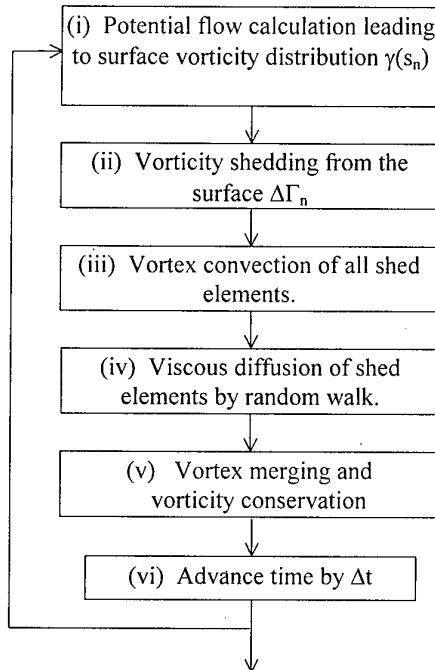 (i) Potential flow calculation leading
to surface vorticity distribution γ(sₙ)
(ii) Vorticity shedding from the
surface ΔΓₙ
(iii) Vortex convection of all shed
elements.
(iv) Viscous diffusion of shed
elements by random walk.
(v) Vortex merging and
vorticity conservation
(vi) Advance time by Δt